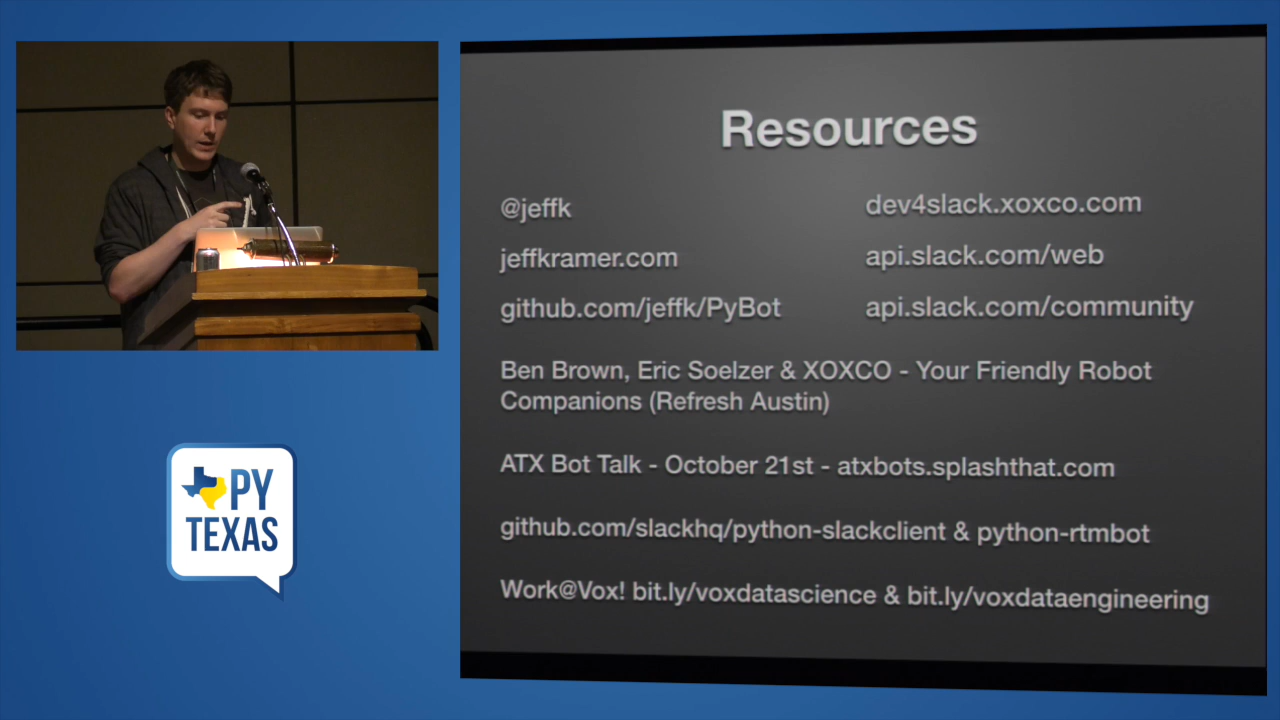 Resources
@jeffk
jeffkramer.com
github.com/jeffk/PyBot
dev4slack.xoxco.com
api.slack.com/web
api.slack.com/community
Ben Brown, Eric Soelzer & XOXCO - Your Friendly Robot
Companions (Refresh Austin)
ATX Bot Talk - October 21st - atxbots.splashthat.com
github.com/slackhq/python-slackclient & python-rtmbot
Work@Vox! bit.ly/voxdatascience & bit.ly/voxdataengineering
PY
TEXAS